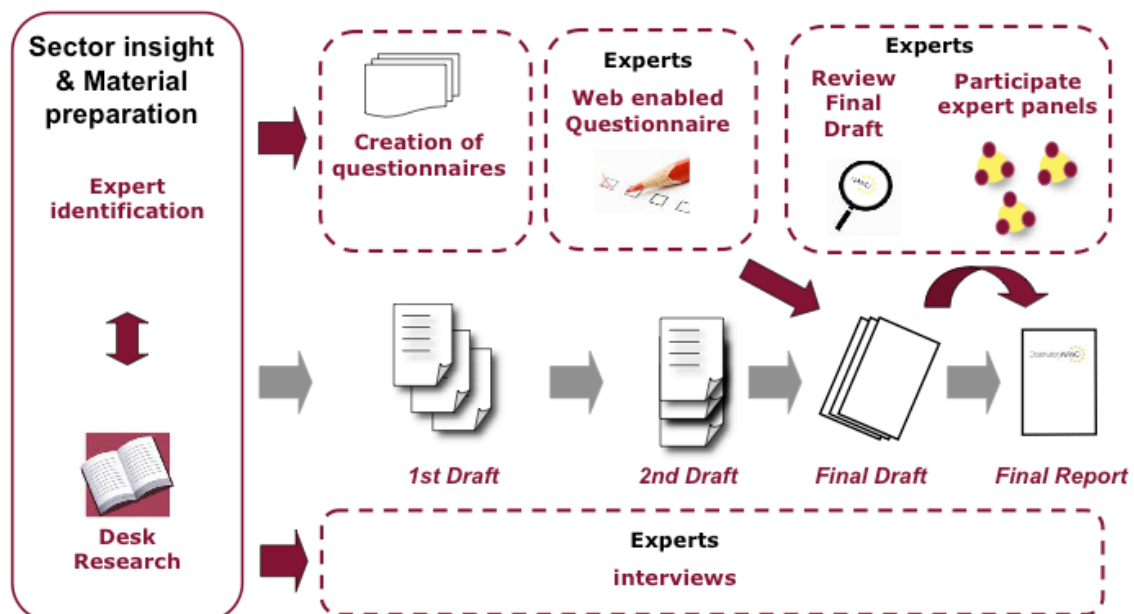 Sector insight
& Material
preparation
Expert
identification
Desk
Research
Creation of
questionnaires
Experts
Web enabled
Questionnaire
Experts
Review
Final
Draft
Participate
expert panels
1st Draft
2nd Draft
Final Draft
Final Report
ObservatoryNANO
Experts
interviews